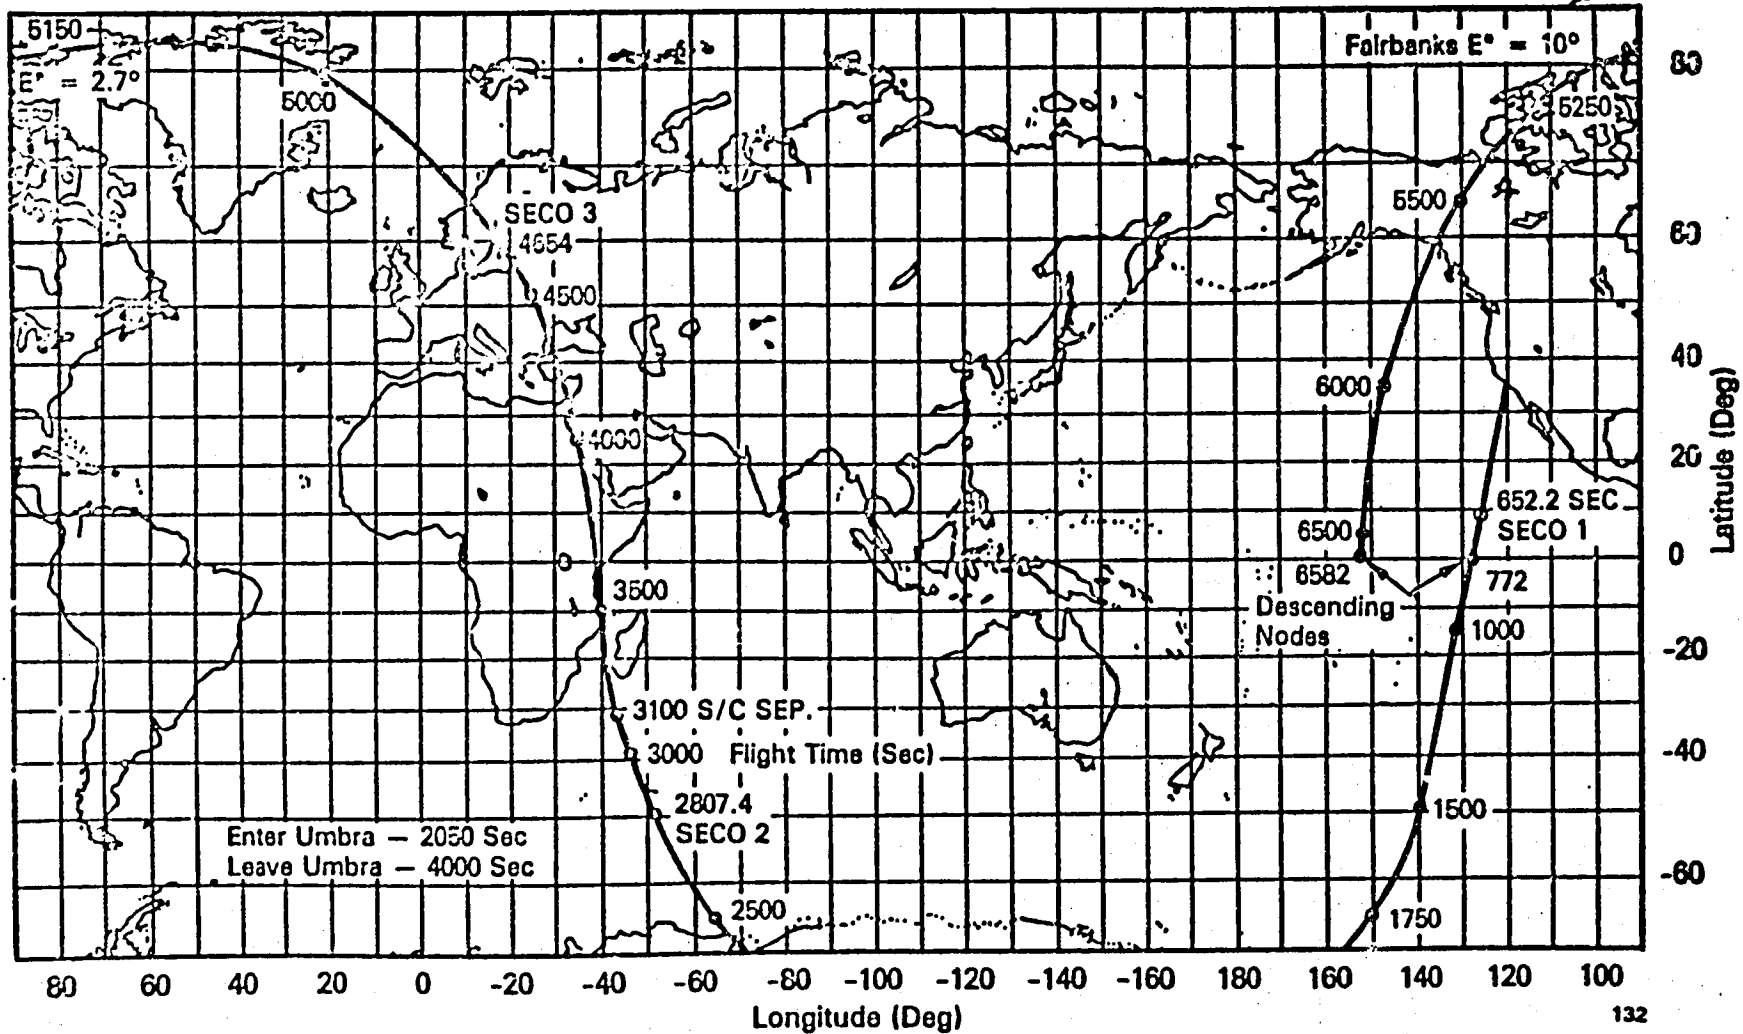 5150
Fairbanks E° = 10°
E° = 2.7°
5000
5250
SECO 3
4654
5500
4500
4000
6000
652.2 SEC
SECO 1
6500
6582
772
3500
Descending
Nodes
1000
3100 S/C SEP.
3000 Flight Time (Sec)
2807.4
SECO 2
1500
Enter Umbra — 2050 Sec
Leave Umbra — 4000 Sec
2500
1750
80
60
40
20
0
-20
-40
-60
Latitude (Deg)
80 60 40 20 0 -20 -40 -60 -80 -100 -120 -140 -160 180 160 140 120 100
Longitude (Deg)
132